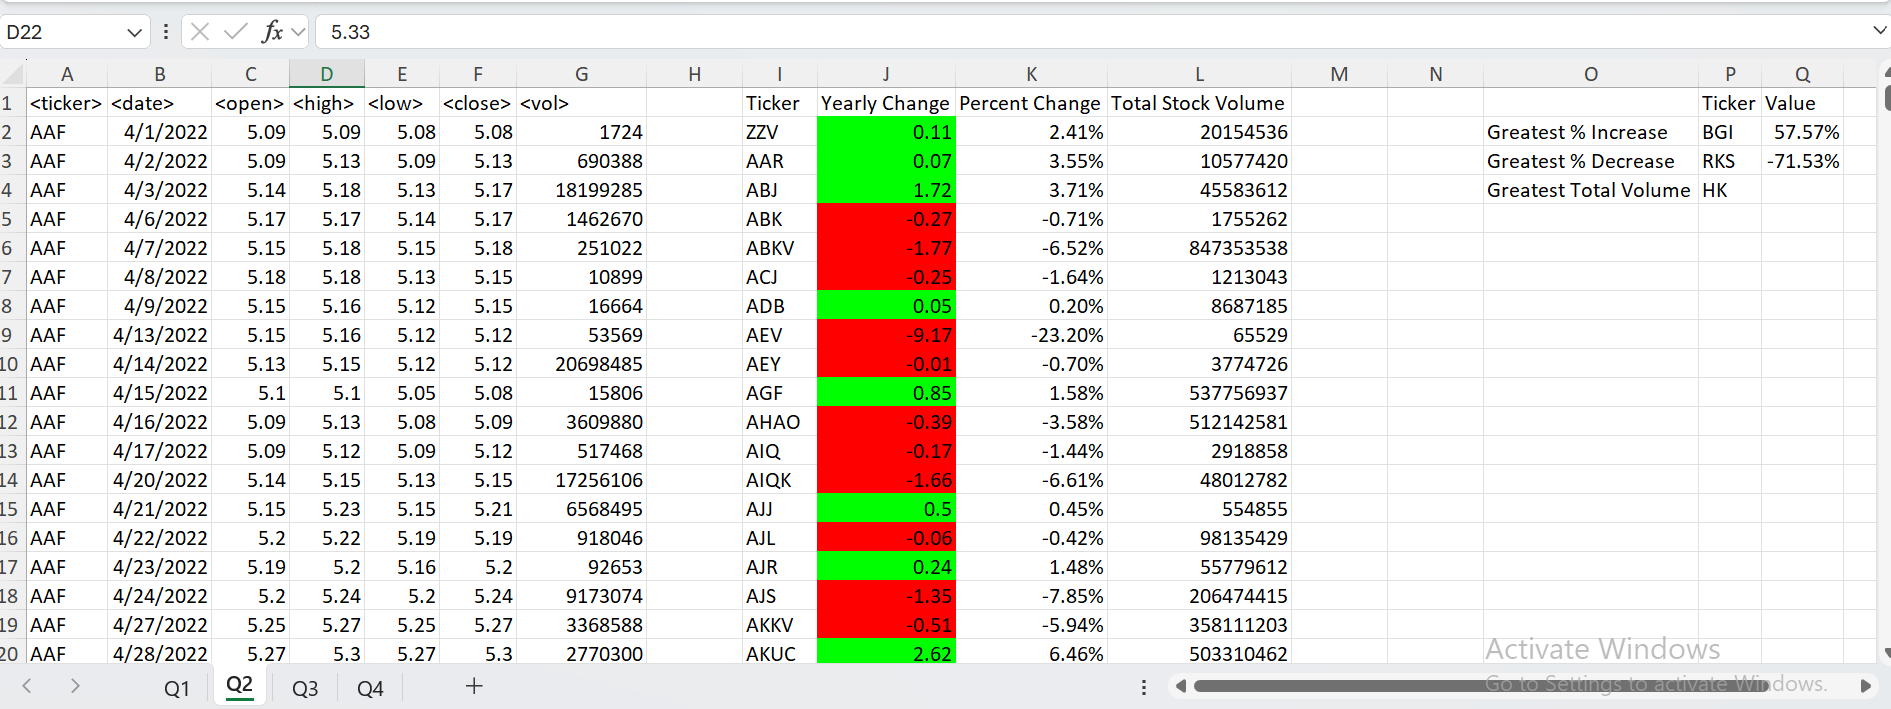 D22 fx 5.33
A B C D E F G H I J K L M N O P Q
1 <ticker> <date> <open> <high> <low> <close> <vol> Ticker Yearly Change Percent Change Total Stock Volume Ticker Value
2 AAF 4/1/2022 5.09 5.09 5.08 5.08 1724 ZZV 0.11 2.41% 20154536 Greatest % Increase BGI 57.57%
3 AAF 4/2/2022 5.09 5.13 5.09 5.13 690388 AAR 0.07 3.55% 10577420 Greatest % Decrease RKS -71.53%
4 AAF 4/3/2022 5.14 5.18 5.13 5.17 18199285 ABJ 1.72 3.71% 45583612 Greatest Total Volume HK
5 AAF 4/6/2022 5.17 5.17 5.14 5.17 1462670 ABK -0.27 -0.71% 1755262
6 AAF 4/7/2022 5.15 5.18 5.15 5.18 251022 ABKV -1.77 -6.52% 847353538
7 AAF 4/8/2022 5.18 5.18 5.13 5.15 10899 ACJ -0.25 -1.64% 1213043
8 AAF 4/9/2022 5.15 5.16 5.12 5.15 16664 ADB 0.05 0.20% 8687185
9 AAF 4/13/2022 5.15 5.16 5.12 5.12 53569 AEV -9.17 -23.20% 65529
10 AAF 4/14/2022 5.13 5.15 5.12 5.12 20698485 AEY -0.01 -0.70% 3774726
11 AAF 4/15/2022 5.1 5.1 5.05 5.08 15806 AGF 0.85 1.58% 537756937
12 AAF 4/16/2022 5.09 5.13 5.08 5.09 3609880 AHAO -0.39 -3.58% 512142581
13 AAF 4/17/2022 5.09 5.12 5.09 5.12 517468 AIQ -0.17 -1.44% 2918858
14 AAF 4/20/2022 5.14 5.15 5.13 5.15 17256106 AIQK -1.66 -6.61% 48012782
15 AAF 4/21/2022 5.15 5.23 5.15 5.21 6568495 AJJ 0.5 0.45% 554855
16 AAF 4/22/2022 5.2 5.22 5.19 5.19 918046 AJL -0.06 -0.42% 98135429
17 AAF 4/23/2022 5.19 5.2 5.16 5.2 92653 AJR 0.24 1.48% 55779612
18 AAF 4/24/2022 5.2 5.24 5.2 5.24 9173074 AJS -1.35 -7.85% 206474415
19 AAF 4/27/2022 5.25 5.27 5.25 5.27 3368588 AKKV -0.51 -5.94% 358111203
20 AAF 4/28/2022 5.27 5.3 5.27 5.3 2770300 AKUC 2.62 6.46% 503310462
Activate Windows
Go to Settings to activate Windows.
Q1 Q2 Q3 Q4